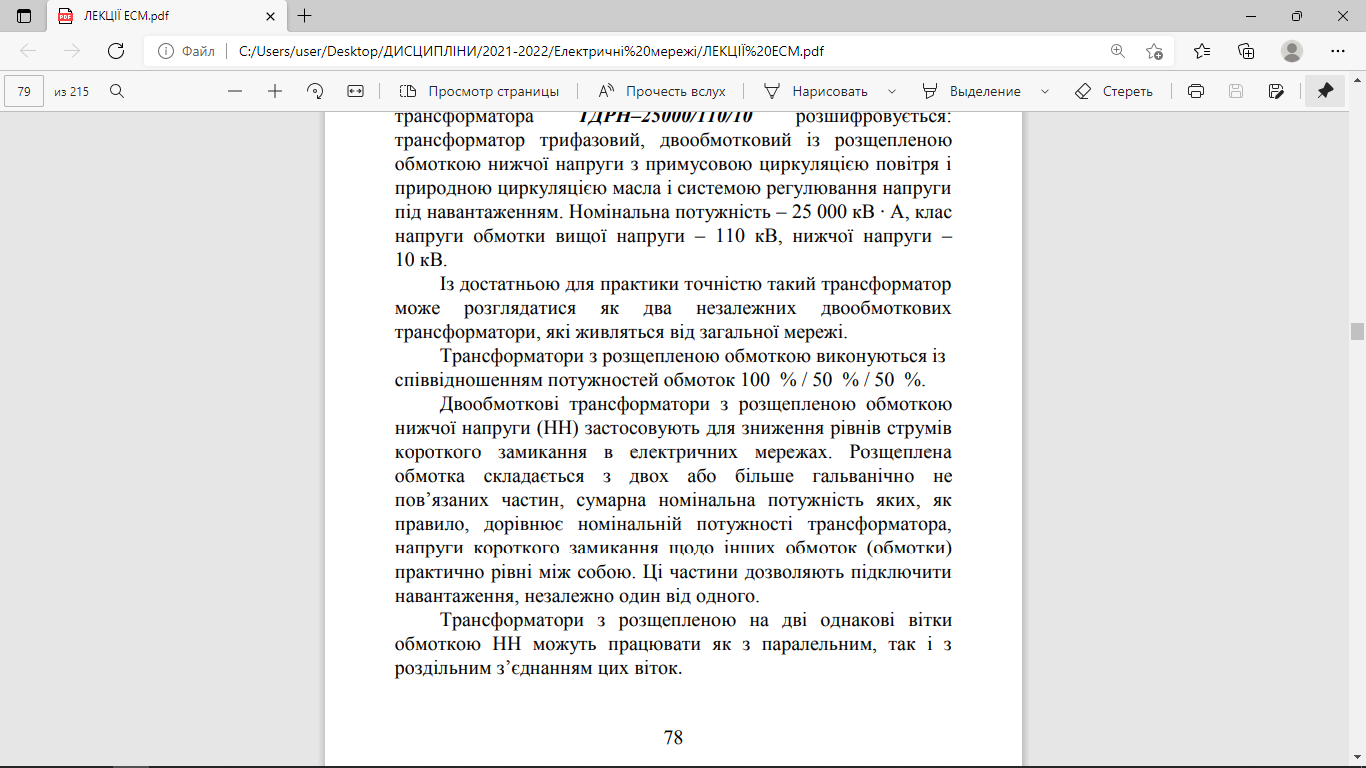 ЛЕКЦІЇ ЕСМ.pdf
Файл
C:/Users/user/Desktop/ДИСЦИПЛІНИ/2021-2022/Електричні%20мережі/ЛЕКЦІЇ%20ЕСМ.pdf
79 из 215 Просмотр страницы Прочесть вслух Нарисовать Выделение Стереть
трансформатора ТДРН–25000/110/10 розшифровується:
трансформатор трифазовий, двообмотковий із розщепленою
обмоткою нижчої напруги з примусовою циркуляцією повітря і
природною циркуляцією масла і системою регулювання напруги
під навантаженням. Номінальна потужність – 25 000 кВ · А, клас
напруги обмотки вищої напруги – 110 кВ, нижчої напруги –
10 кВ.
Із достатньою для практики точністю такий трансформатор
може розглядатися як два незалежних двообмоткових
трансформатори, які живляться від загальної мережі.
Трансформатори з розщепленою обмоткою виконуються із
співвідношенням потужностей обмоток 100 % / 50 % / 50 %.
Двообмоткові трансформатори з розщепленою обмоткою
нижчої напруги (НН) застосовують для зниження рівнів струмів
короткого замикання в електричних мережах. Розщеплена
обмотка складається з двох або більше гальванічно не
пов’язаних частин, сумарна номінальна потужність яких, як
правило, дорівнює номінальній потужності трансформатора,
напруги короткого замикання щодо інших обмоток (обмотки)
практично рівні між собою. Ці частини дозволяють підключити
навантаження, незалежно один від одного.
Трансформатори з розщепленою на дві однакові вітки
обмоткою НН можуть працювати як з паралельним, так і з
роздільним з’єднанням цих віток.
78